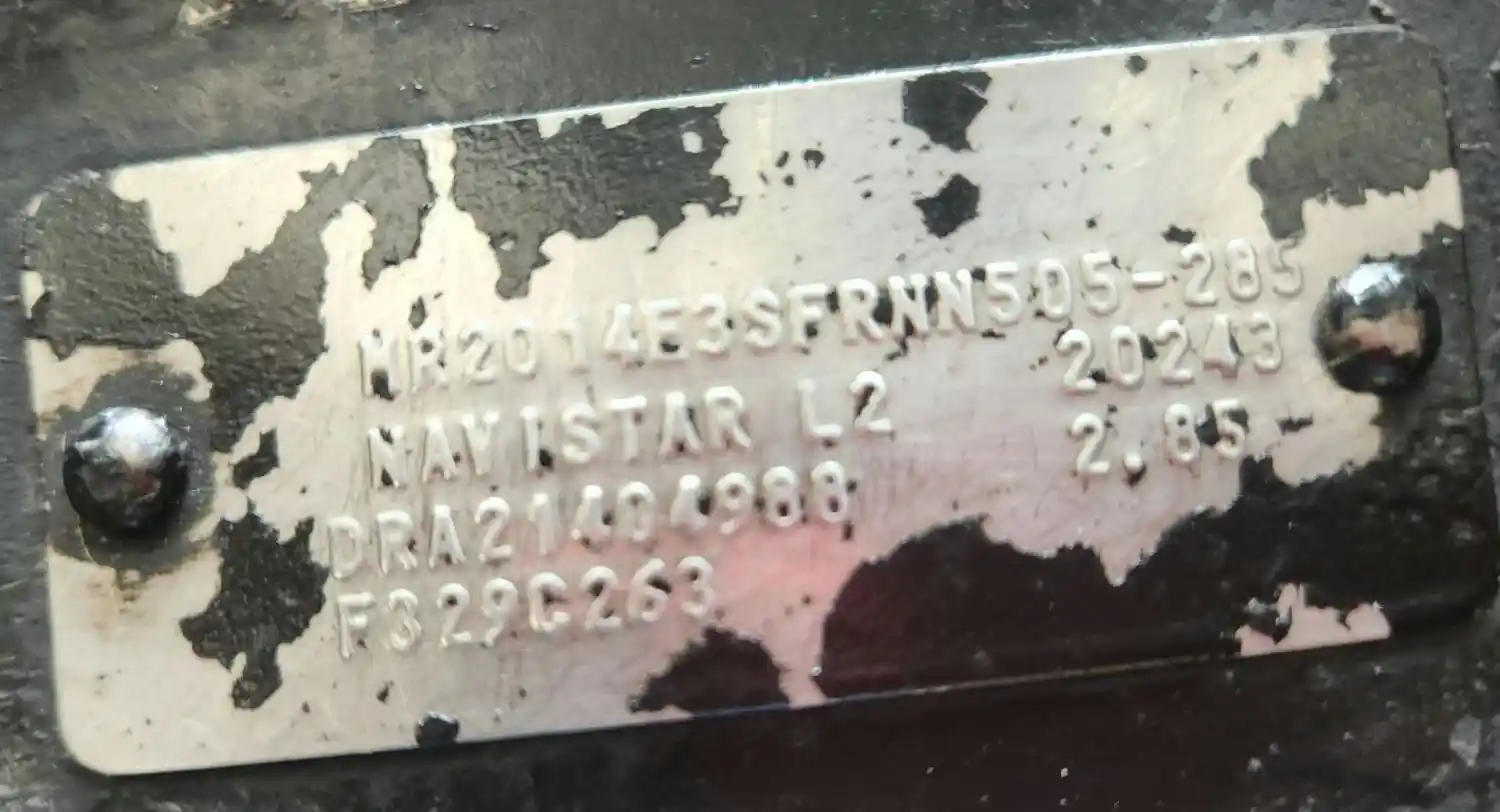 MR2014E3SFRNN505-285
NAVISTAR L2 20243
DRA21404988 2.85
F329C263